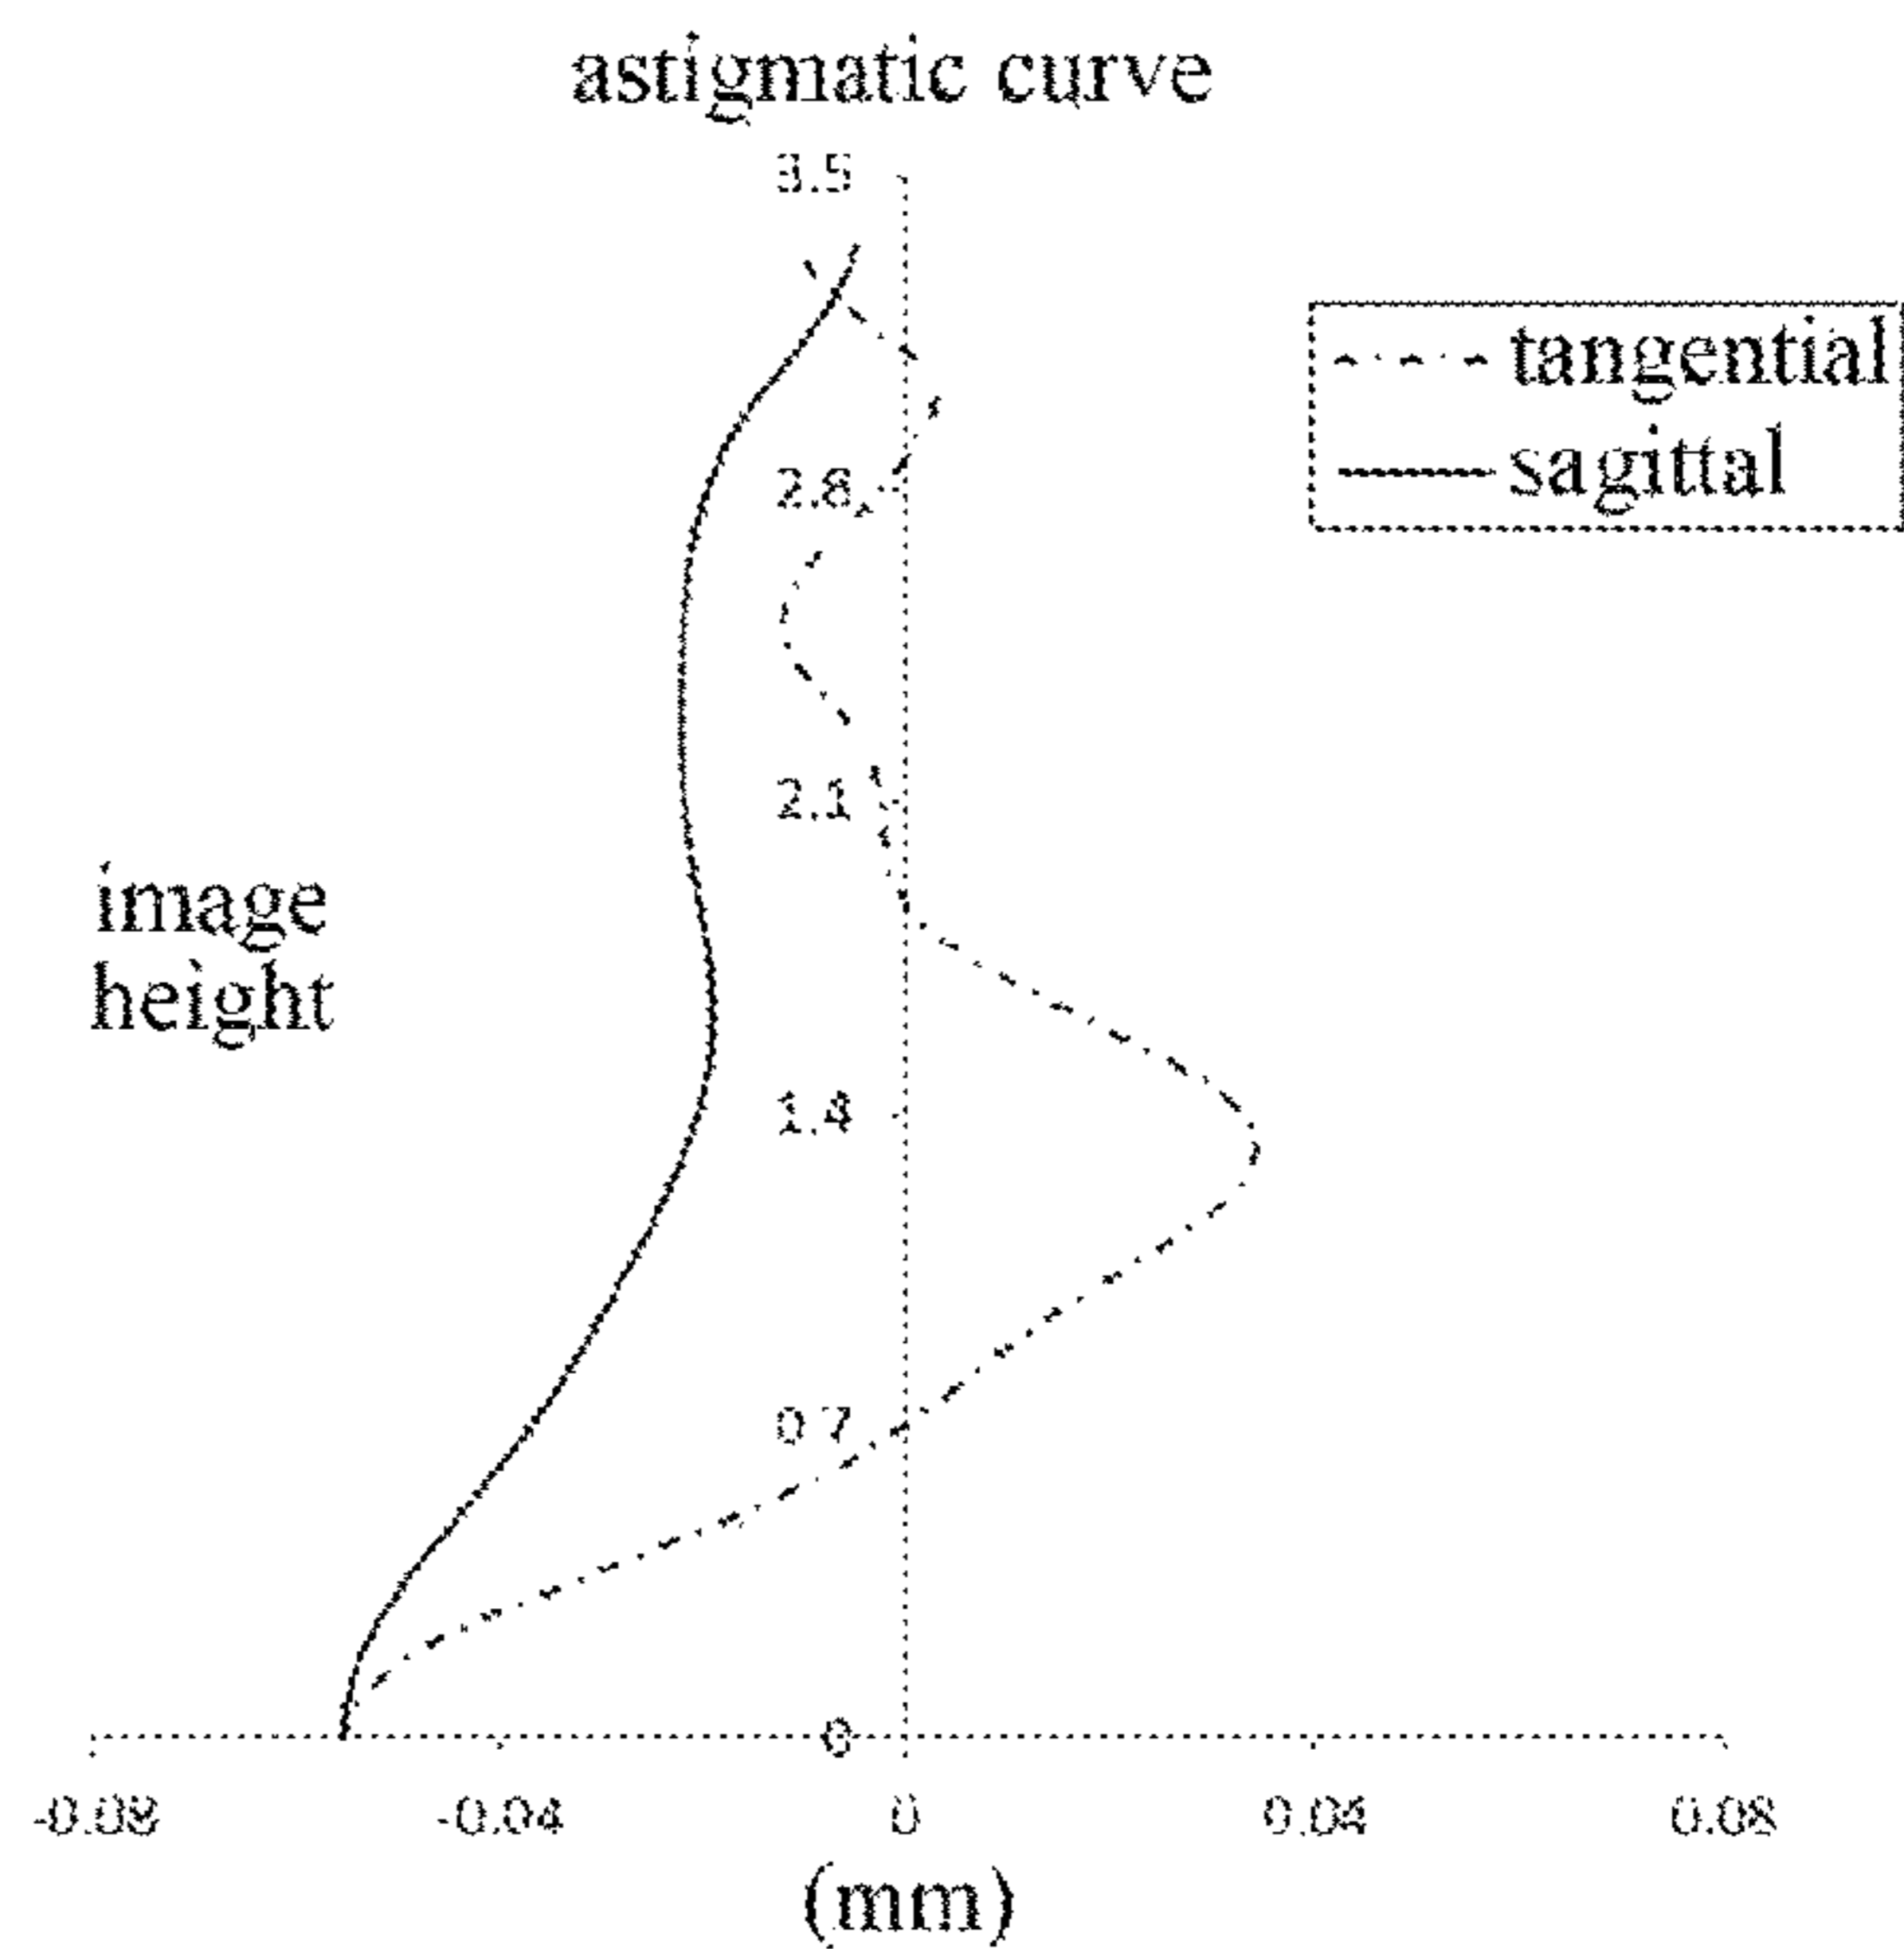 astigmatic curve
3.5
tangential
sagittal
2.8
2.1
image
height
1.4
0.7
0
-0.08 -0.04 0 0.04 0.08
(mm)